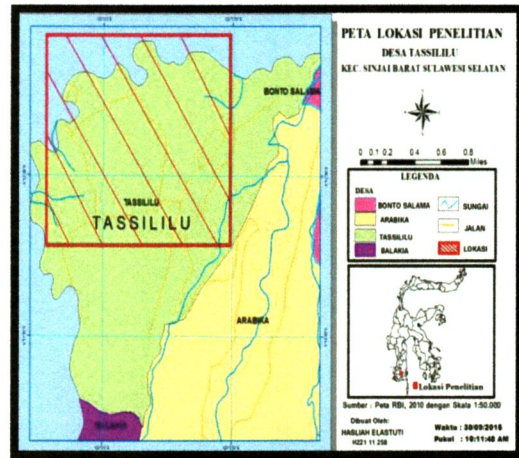 PETA LOKASI PENELITIAN
DESA TASSILILU
KEC. SINJAI BARAT SULAWESI SELATAN
0 0.1 0.2 0.4 0.6 0.8
Miles
LEGENDA
DESA
BONTO SALAMA
ARABIKA
TASSILILU
BALAKIA
SUNGAI
JALAN
LOKASI
Lokasi Penelitian
Sumber : Peta RBI, 2010 dengan Skala 1:50.000
Dibuat Oleh:
HASLIAH ELASTUTI
H221 11 258
Waktu : 30/09/2016
Pukul : 10:11:48 AM
BONTO SALAMA
TASSILILU
TASSILILU
ARABIKA
BALAKIA